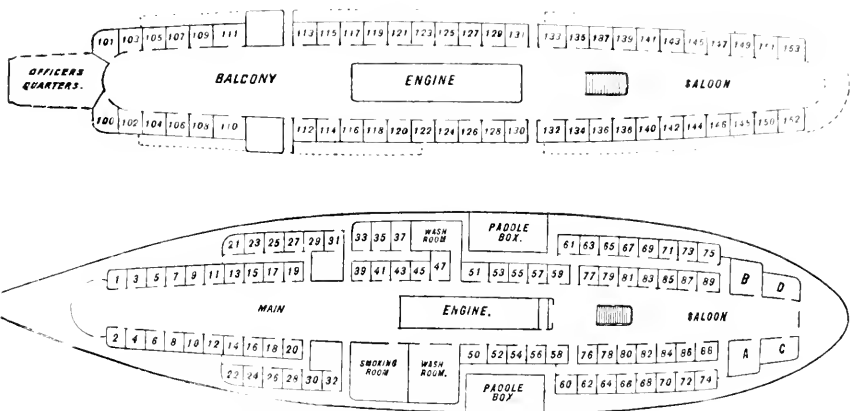 101 103 105 107 109 111 113 115 117 119 121 123 125 127 129 131 133 135 137 139 141 143 145 147 149 151 153
OFFICERS
QUARTERS.
BALCONY ENGINE SALOON
100 102 104 106 108 110 112 114 116 118 120 122 124 126 128 130 132 134 136 138 140 142 144 146 148 150 152
21 23 25 27 29 31 33 35 37 WASH
ROOM
PADDLE
BOX.
61 63 65 67 69 71 73 75
1 3 5 7 9 11 13 15 17 19 39 41 43 45 47 51 53 55 57 59 77 79 81 83 85 87 89 B D
MAIN ENGINE. SALOON
2 4 6 8 10 12 14 16 18 20 SMOKING
ROOM
WASH
ROOM.
50 52 54 56 58 76 78 80 82 84 86 88 A C
22 24 26 28 30 32 PADDLE
BOX
60 62 64 66 68 70 72 74